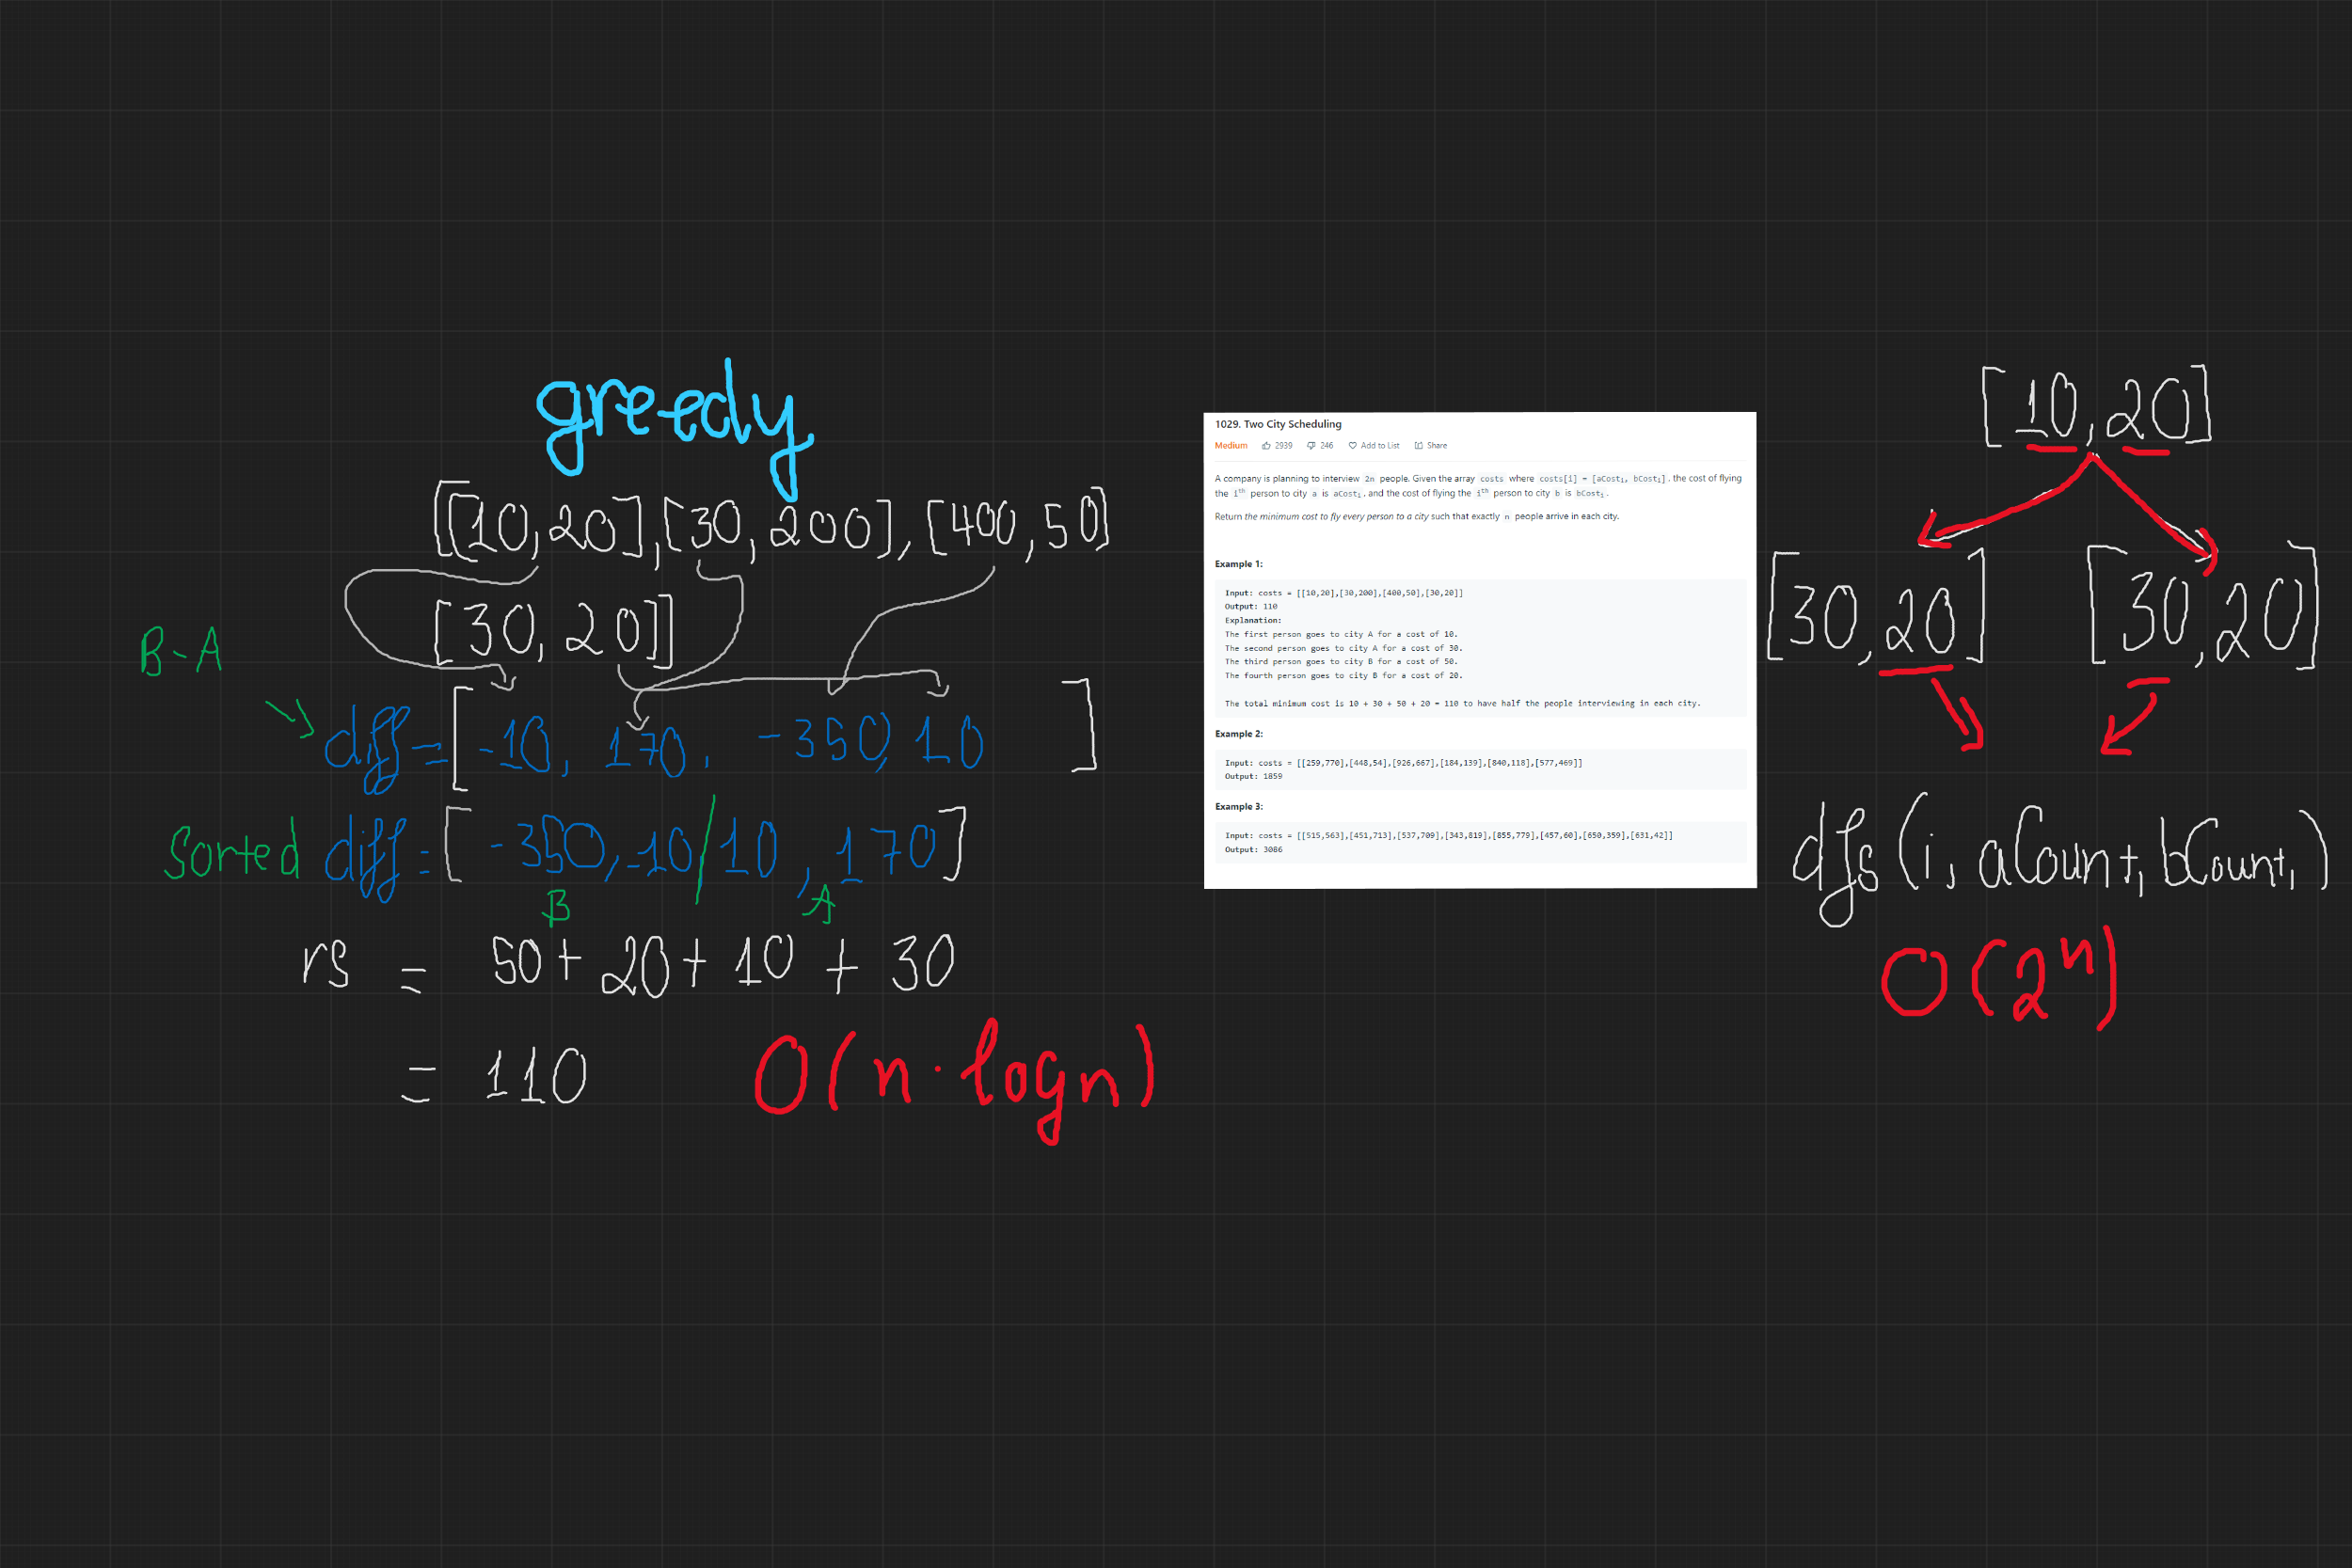 greedy
[[10,20],[30,200],[400,50]
[30,20]]
B-A
diff=[-10, 170, -350, 10 ]
Sorted diff=[-350,-10/10, 170]
B A
rs = 50+20+10+30
= 110
O(n·logn)
1029. Two City Scheduling
Medium 2939 246 Add to List Share
A company is planning to interview 2n people. Given the array costs where costs[i] = [aCosti, bCosti], the cost of flying
the ith person to city a is aCosti, and the cost of flying the ith person to city b is bCosti.
Return the minimum cost to fly every person to a city such that exactly n people arrive in each city.
Example 1:
Input: costs = [[10,20],[30,200],[400,50],[30,20]]
Output: 110
Explanation:
The first person goes to city A for a cost of 10.
The second person goes to city A for a cost of 30.
The third person goes to city B for a cost of 50.
The fourth person goes to city B for a cost of 20.
The total minimum cost is 10 + 30 + 50 + 20 = 110 to have half the people interviewing in each city.
Example 2:
Input: costs = [[259,770],[448,54],[926,667],[184,139],[840,118],[577,469]]
Output: 1859
Example 3:
Input: costs = [[515,563],[451,713],[537,709],[343,819],[855,779],[457,60],[650,359],[631,42]]
Output: 3086
[10,20]
[30,20] [30,20]
dfs(i, aCount, bCount,)
O(2^n)